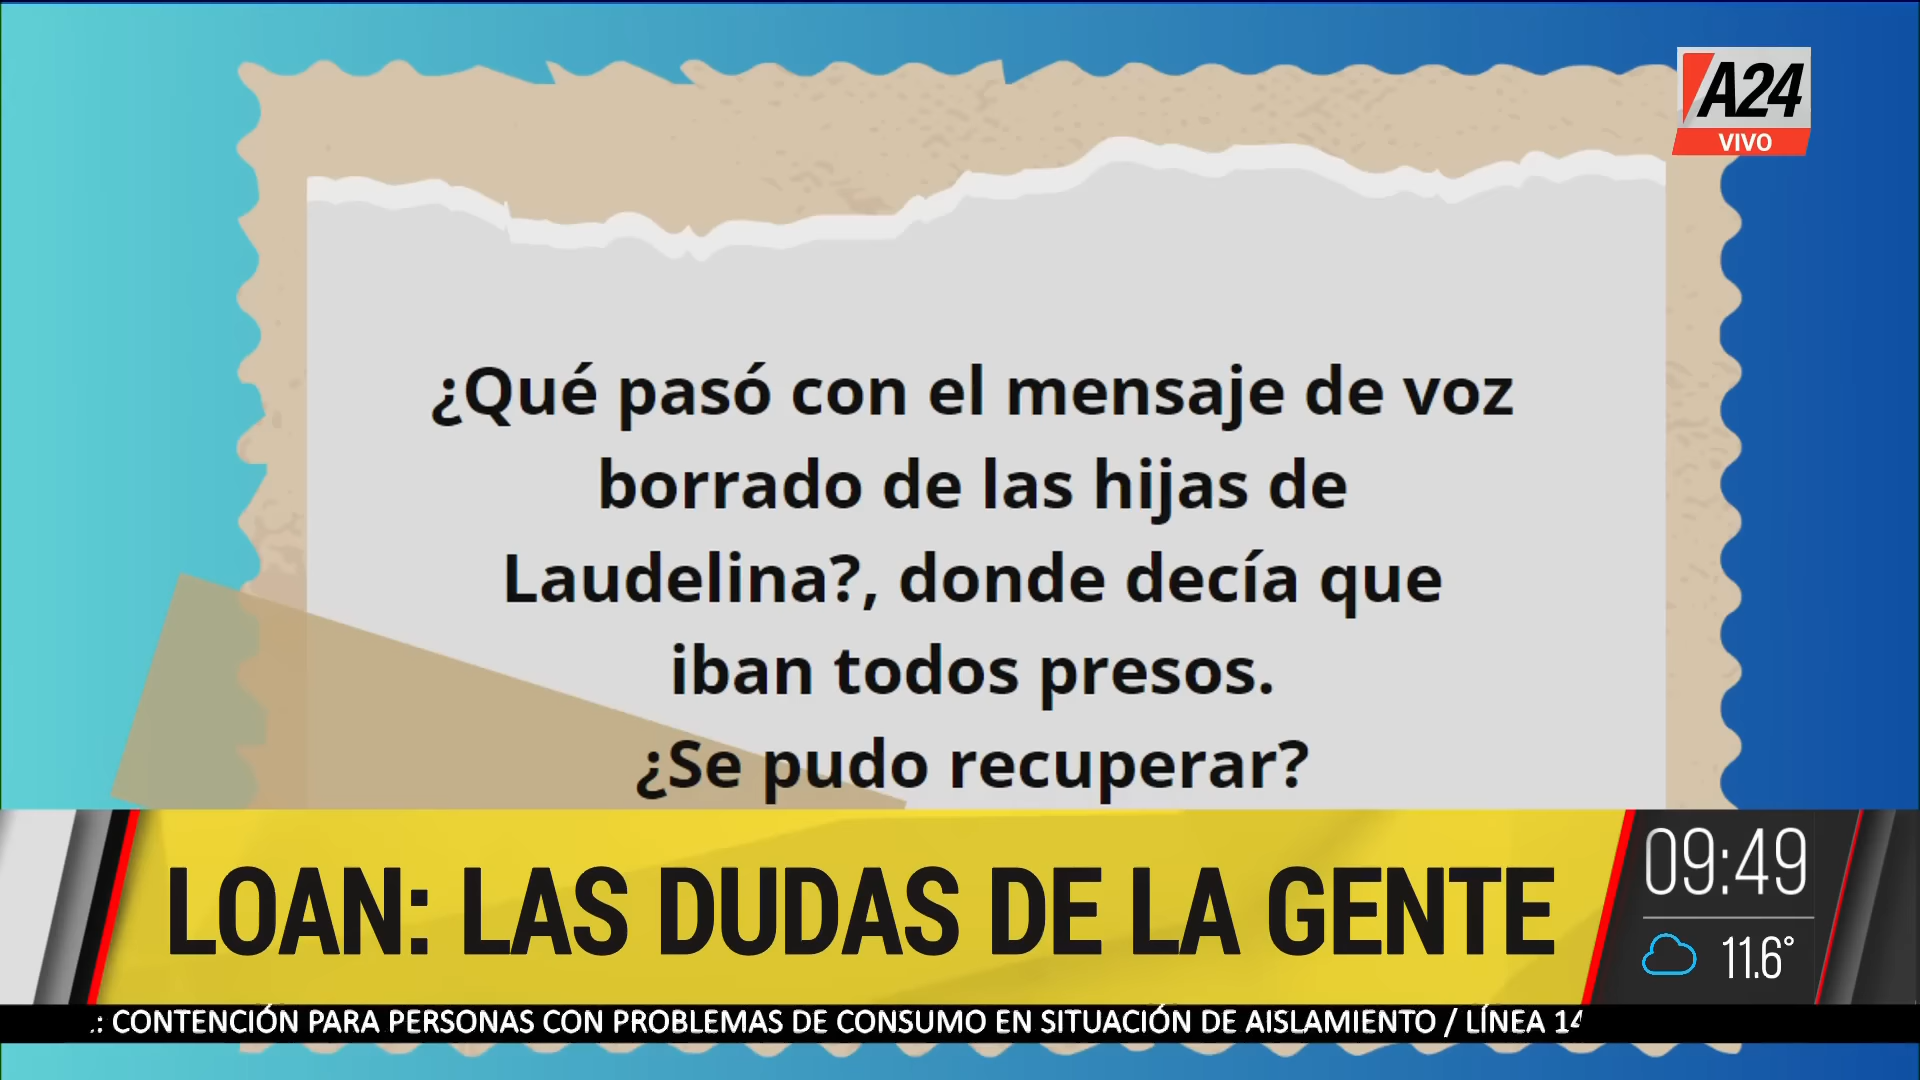 A24
VIVO
¿Qué pasó con el mensaje de voz
borrado de las hijas de
Laudelina?, donde decía que
iban todos presos.
¿Se pudo recuperar?
LOAN: LAS DUDAS DE LA GENTE
09:49
11.6°
.: CONTENCIÓN PARA PERSONAS CON PROBLEMAS DE CONSUMO EN SITUACIÓN DE AISLAMIENTO / LÍNEA 14